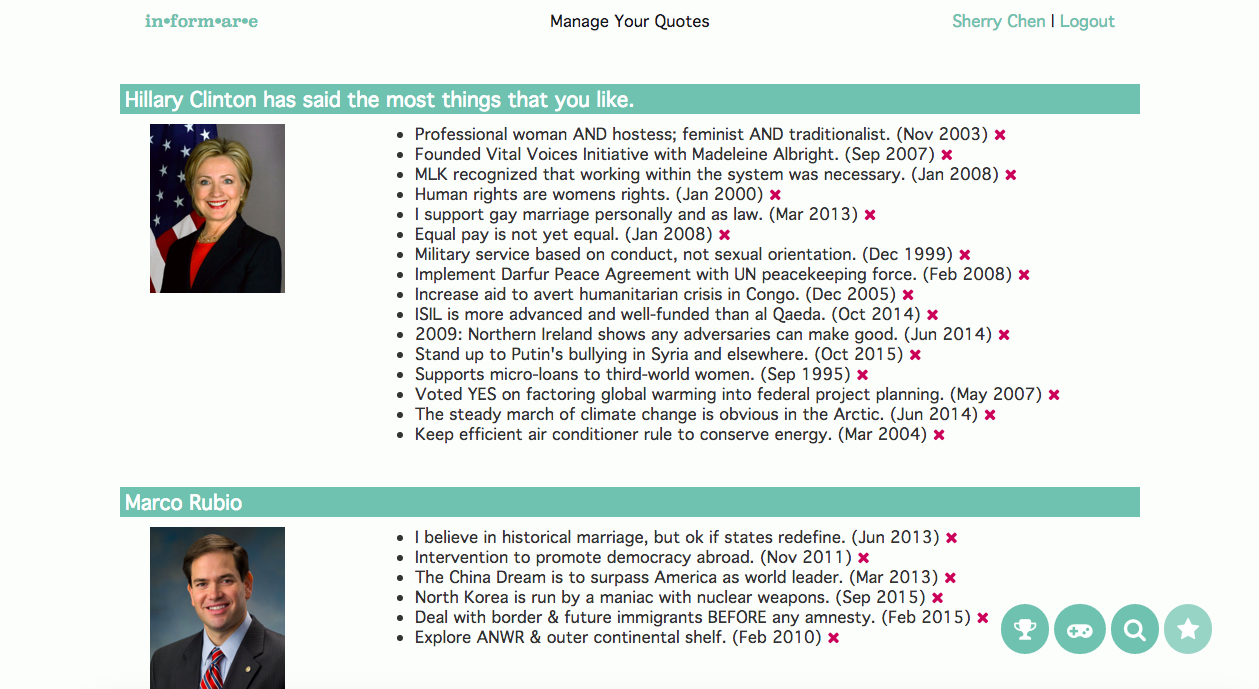 in•form•ar•e
Manage Your Quotes
Sherry Chen | Logout
Hillary Clinton has said the most things that you like.
Professional woman AND hostess; feminist AND traditionalist. (Nov 2003)
Founded Vital Voices Initiative with Madeleine Albright. (Sep 2007)
MLK recognized that working within the system was necessary. (Jan 2008)
Human rights are womens rights. (Jan 2000)
I support gay marriage personally and as law. (Mar 2013)
Equal pay is not yet equal. (Jan 2008)
Military service based on conduct, not sexual orientation. (Dec 1999)
Implement Darfur Peace Agreement with UN peacekeeping force. (Feb 2008)
Increase aid to avert humanitarian crisis in Congo. (Dec 2005)
ISIL is more advanced and well-funded than al Qaeda. (Oct 2014)
2009: Northern Ireland shows any adversaries can make good. (Jun 2014)
Stand up to Putin's bullying in Syria and elsewhere. (Oct 2015)
Supports micro-loans to third-world women. (Sep 1995)
Voted YES on factoring global warming into federal project planning. (May 2007)
The steady march of climate change is obvious in the Arctic. (Jun 2014)
Keep efficient air conditioner rule to conserve energy. (Mar 2004)
Marco Rubio
I believe in historical marriage, but ok if states redefine. (Jun 2013)
Intervention to promote democracy abroad. (Nov 2011)
The China Dream is to surpass America as world leader. (Mar 2013)
North Korea is run by a maniac with nuclear weapons. (Sep 2015)
Deal with border & future immigrants BEFORE any amnesty. (Feb 2015)
Explore ANWR & outer continental shelf. (Feb 2010)